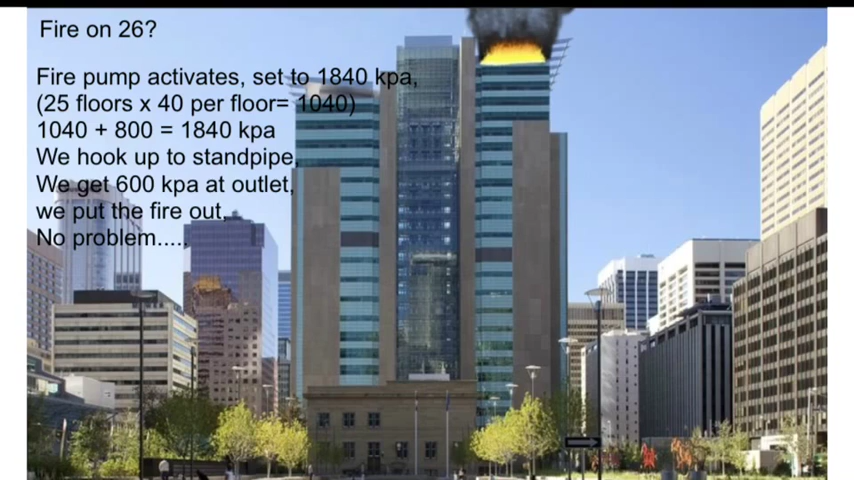 Fire on 26?
Fire pump activates, set to 1840 kpa,
(25 floors x 40 per floor= 1040)
1040 + 800 = 1840 kpa
We hook up to standpipe,
We get 600 kpa at outlet,
we put the fire out,
No problem.....